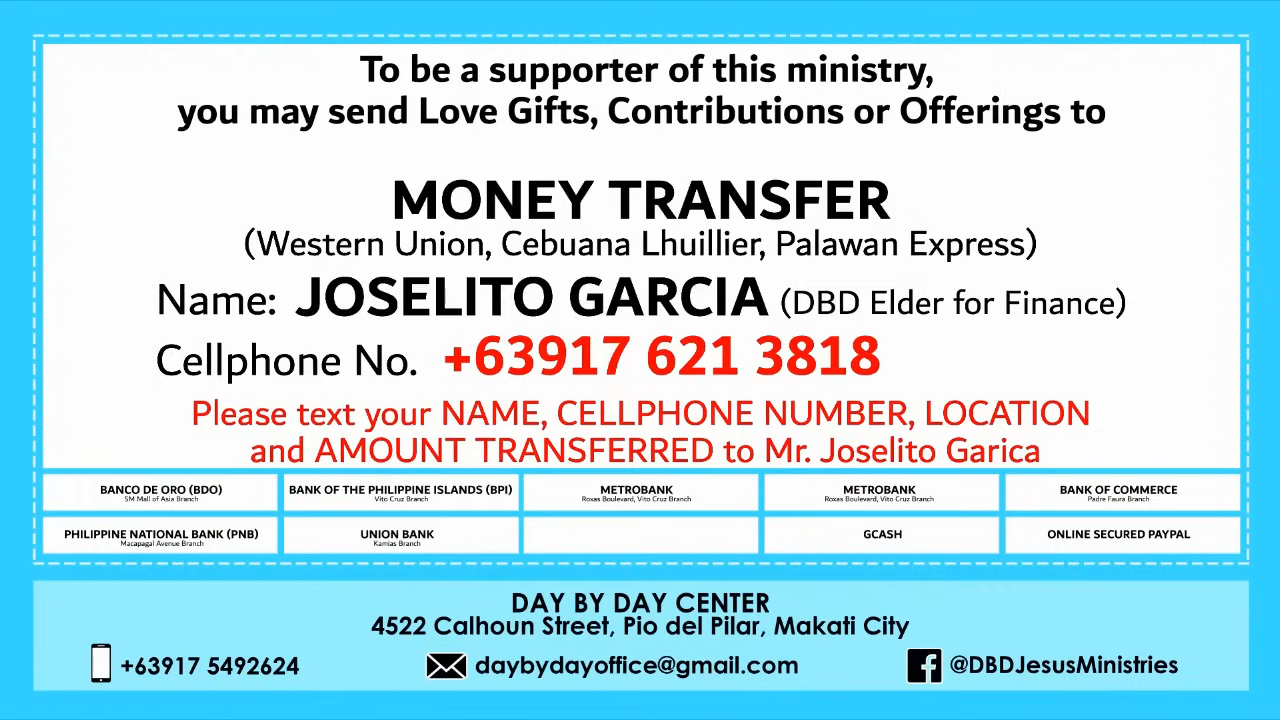 To be a supporter of this ministry,
you may send Love Gifts, Contributions or Offerings to
MONEY TRANSFER
(Western Union, Cebuana Lhuillier, Palawan Express)
Name: JOSELITO GARCIA (DBD Elder for Finance)
Cellphone No. +63917 621 3818
Please text your NAME, CELLPHONE NUMBER, LOCATION
and AMOUNT TRANSFERRED to Mr. Joselito Garica
BANCO DE ORO (BDO)
SM Mall of Asia Branch
BANK OF THE PHILIPPINE ISLANDS (BPI)
Vito Cruz Branch
METROBANK
Roxas Boulevard, Vito Cruz Branch
METROBANK
Roxas Boulevard, Vito Cruz Branch
BANK OF COMMERCE
Padre Faura Branch
PHILIPPINE NATIONAL BANK (PNB)
Macapagal Avenue Branch
UNION BANK
Kamias Branch
GCASH
ONLINE SECURED PAYPAL
DAY BY DAY CENTER
4522 Calhoun Street, Pio del Pilar, Makati City
+63917 5492624
daybydayoffice@gmail.com
@DBDJesusMinistries